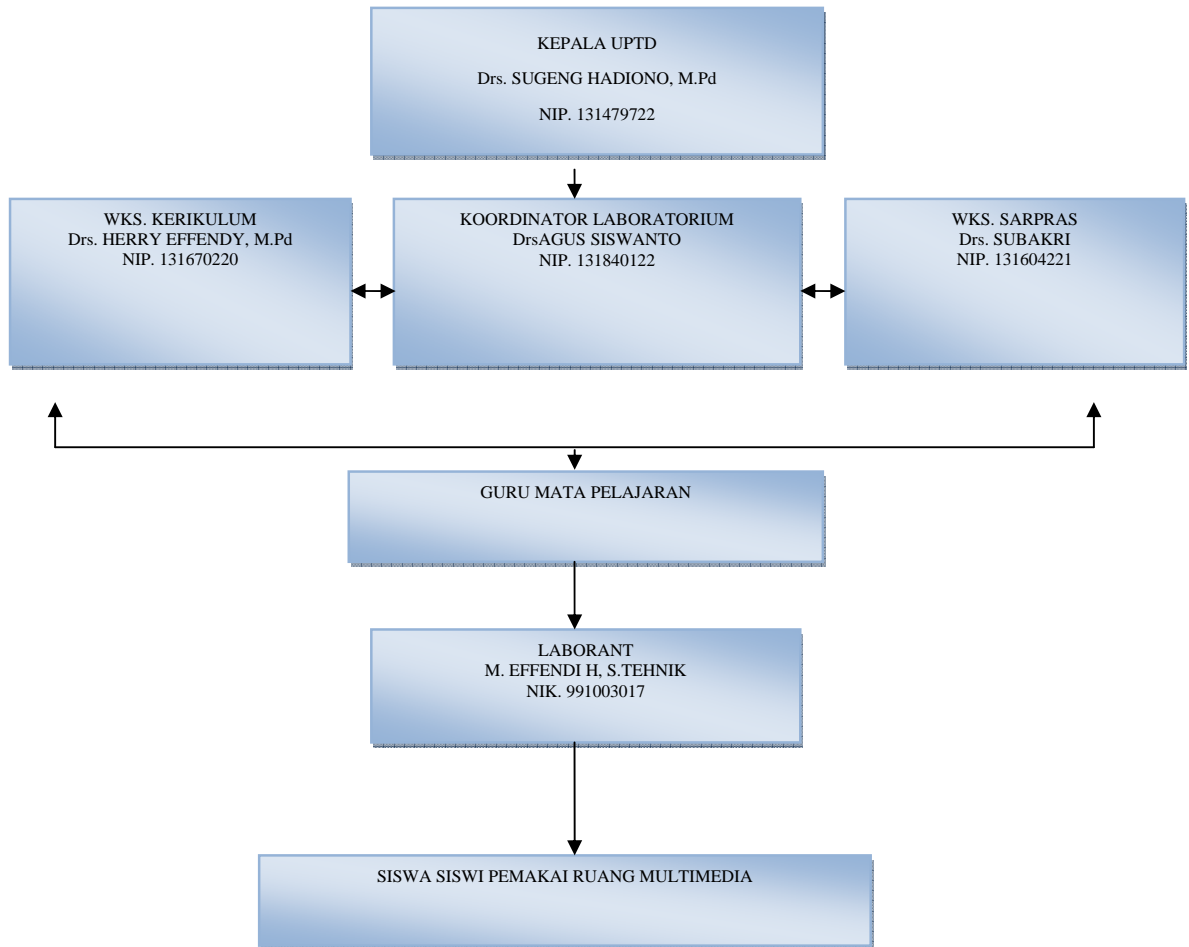 KEPALA UPTD
Drs. SUGENG HADIONO, M.Pd
NIP. 131479722
WKS. KERIKULUM
Drs. HERRY EFFENDY, M.Pd
NIP. 131670220
KOORDINATOR LABORATORIUM
DrsAGUS SISWANTO
NIP. 131840122
WKS. SARPRAS
Drs. SUBAKRI
NIP. 131604221
GURU MATA PELAJARAN
LABORANT
M. EFFENDI H, S.TEHNIK
NIK. 991003017
SISWA SISWI PEMAKAI RUANG MULTIMEDIA